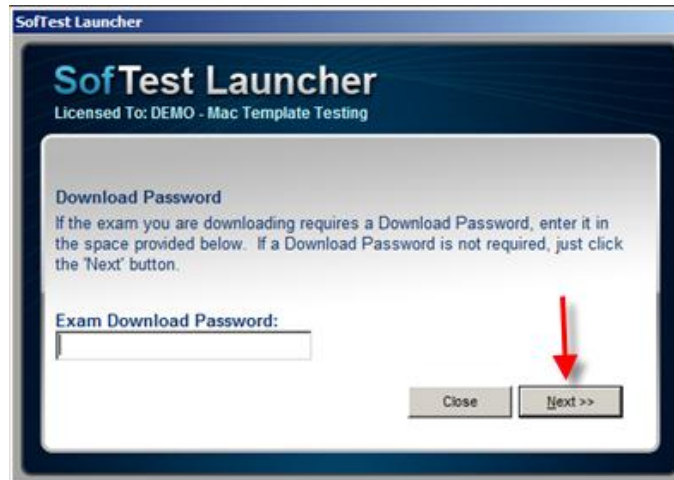 SofTest Launcher
SofTest Launcher
Licensed To: DEMO - Mac Template Testing
Download Password
If the exam you are downloading requires a Download Password, enter it in
the space provided below. If a Download Password is not required, just click
the 'Next' button.
Exam Download Password:
Close
Next >>